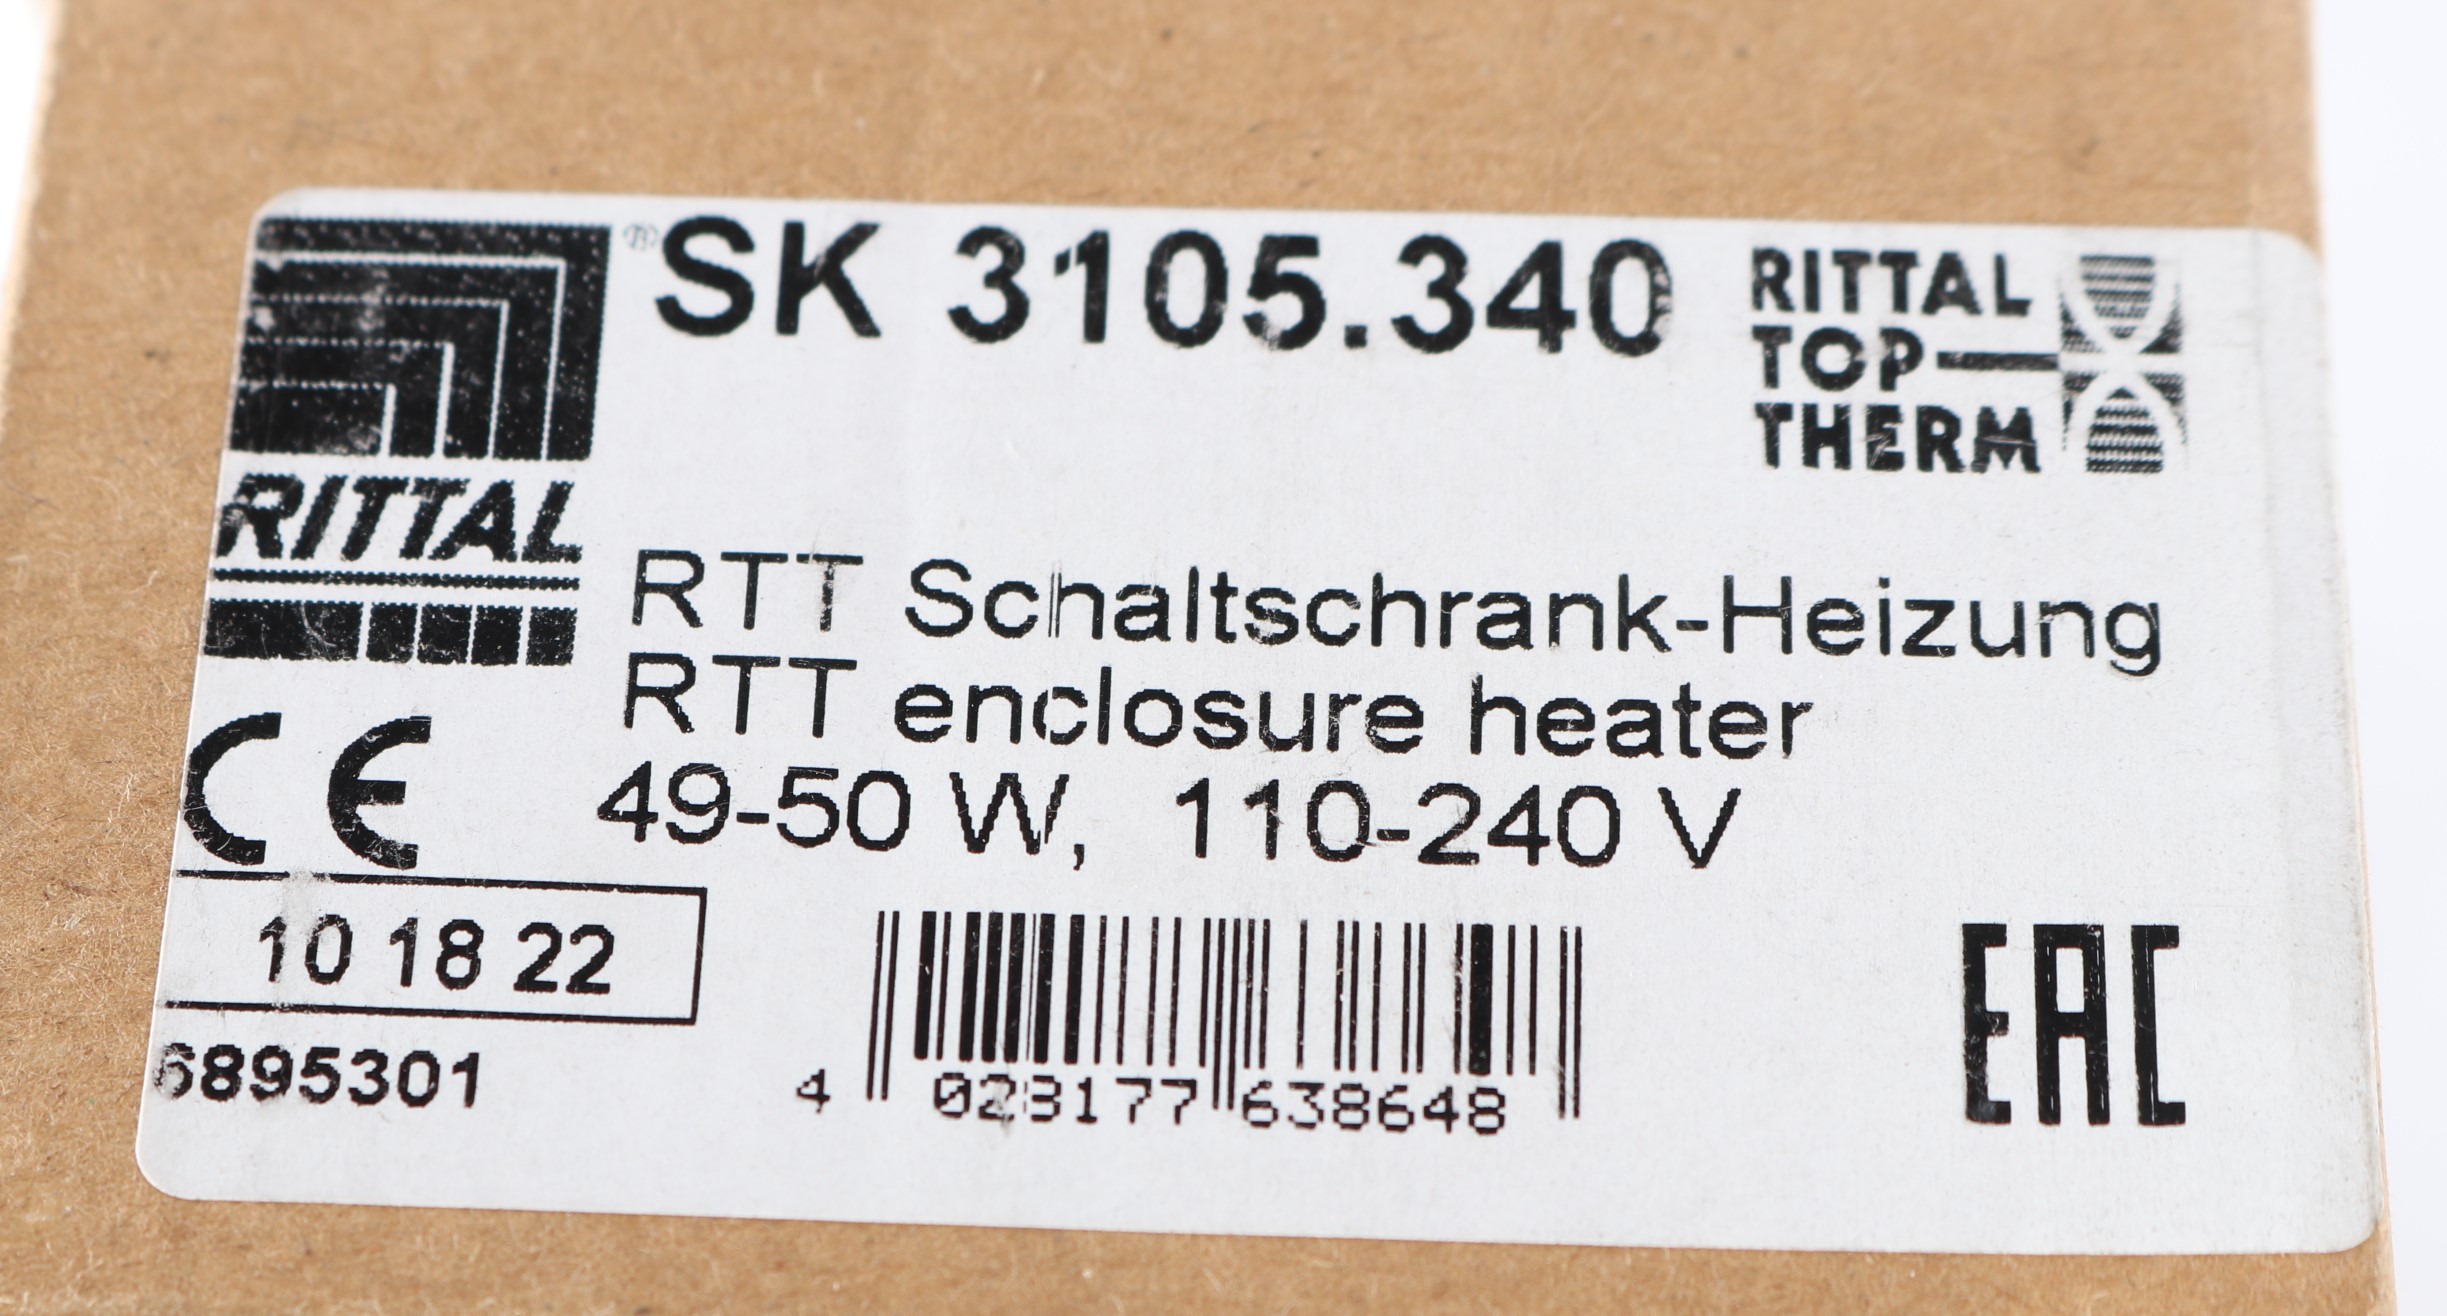 ® SK 3105.340
RITTAL
TOP
THERM
RITTAL
RTT Schaltschrank-Heizung
RTT enclosure heater
49-50 W, 110-240 V
CE
10 18 22
6895301
4 028177 638648
EAC